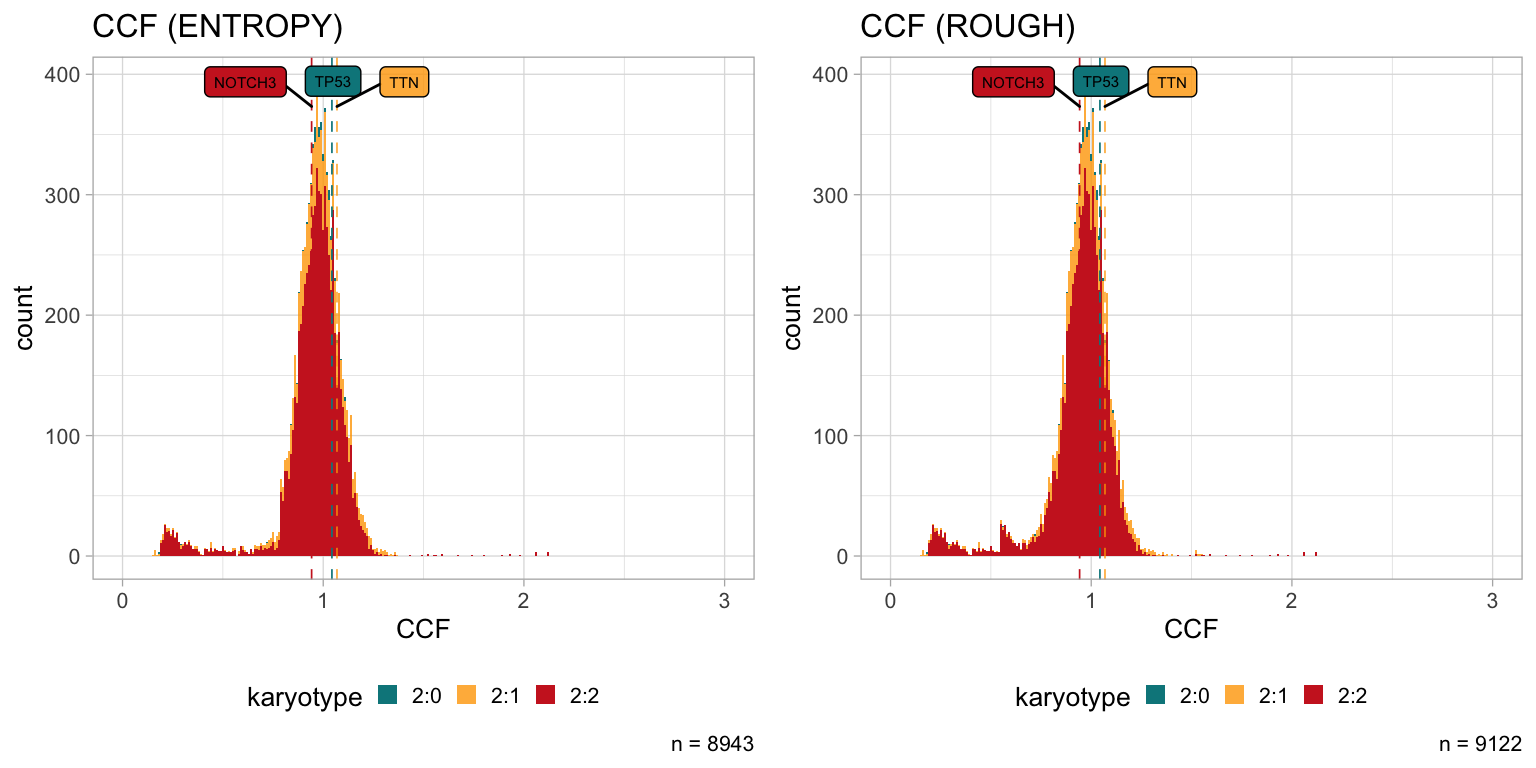 CCF (ENTROPY)
400
300
200
100
0
count
NOTCH3
TP53
TTN
0 1 2 3
CCF
karyotype 2:0 2:1 2:2
n = 8943
CCF (ROUGH)
400
300
200
100
0
count
NOTCH3
TP53
TTN
0 1 2 3
CCF
karyotype 2:0 2:1 2:2
n = 9122